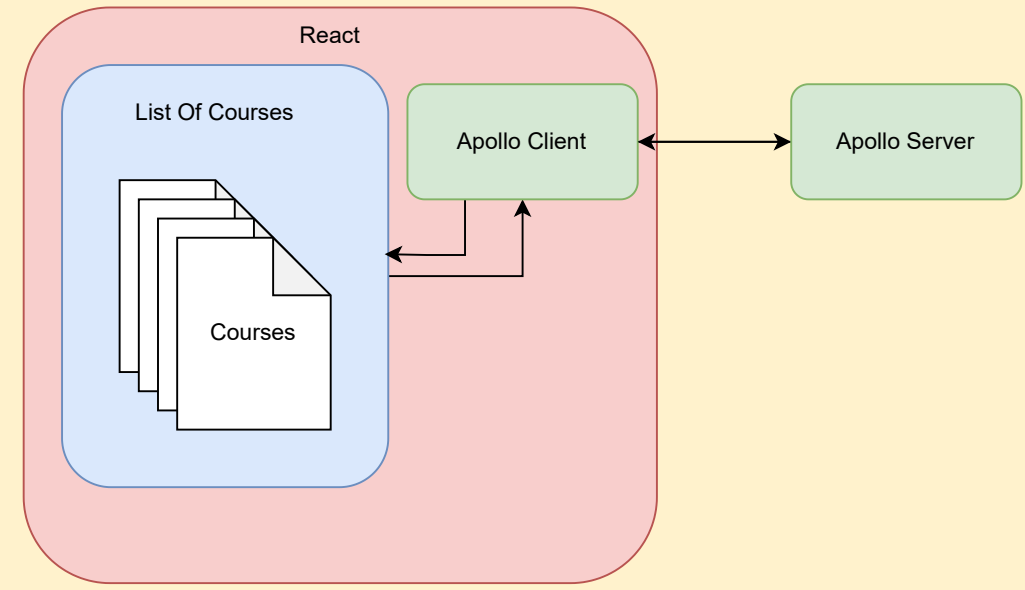 React
List Of Courses
Apollo Client
Apollo Server
Courses